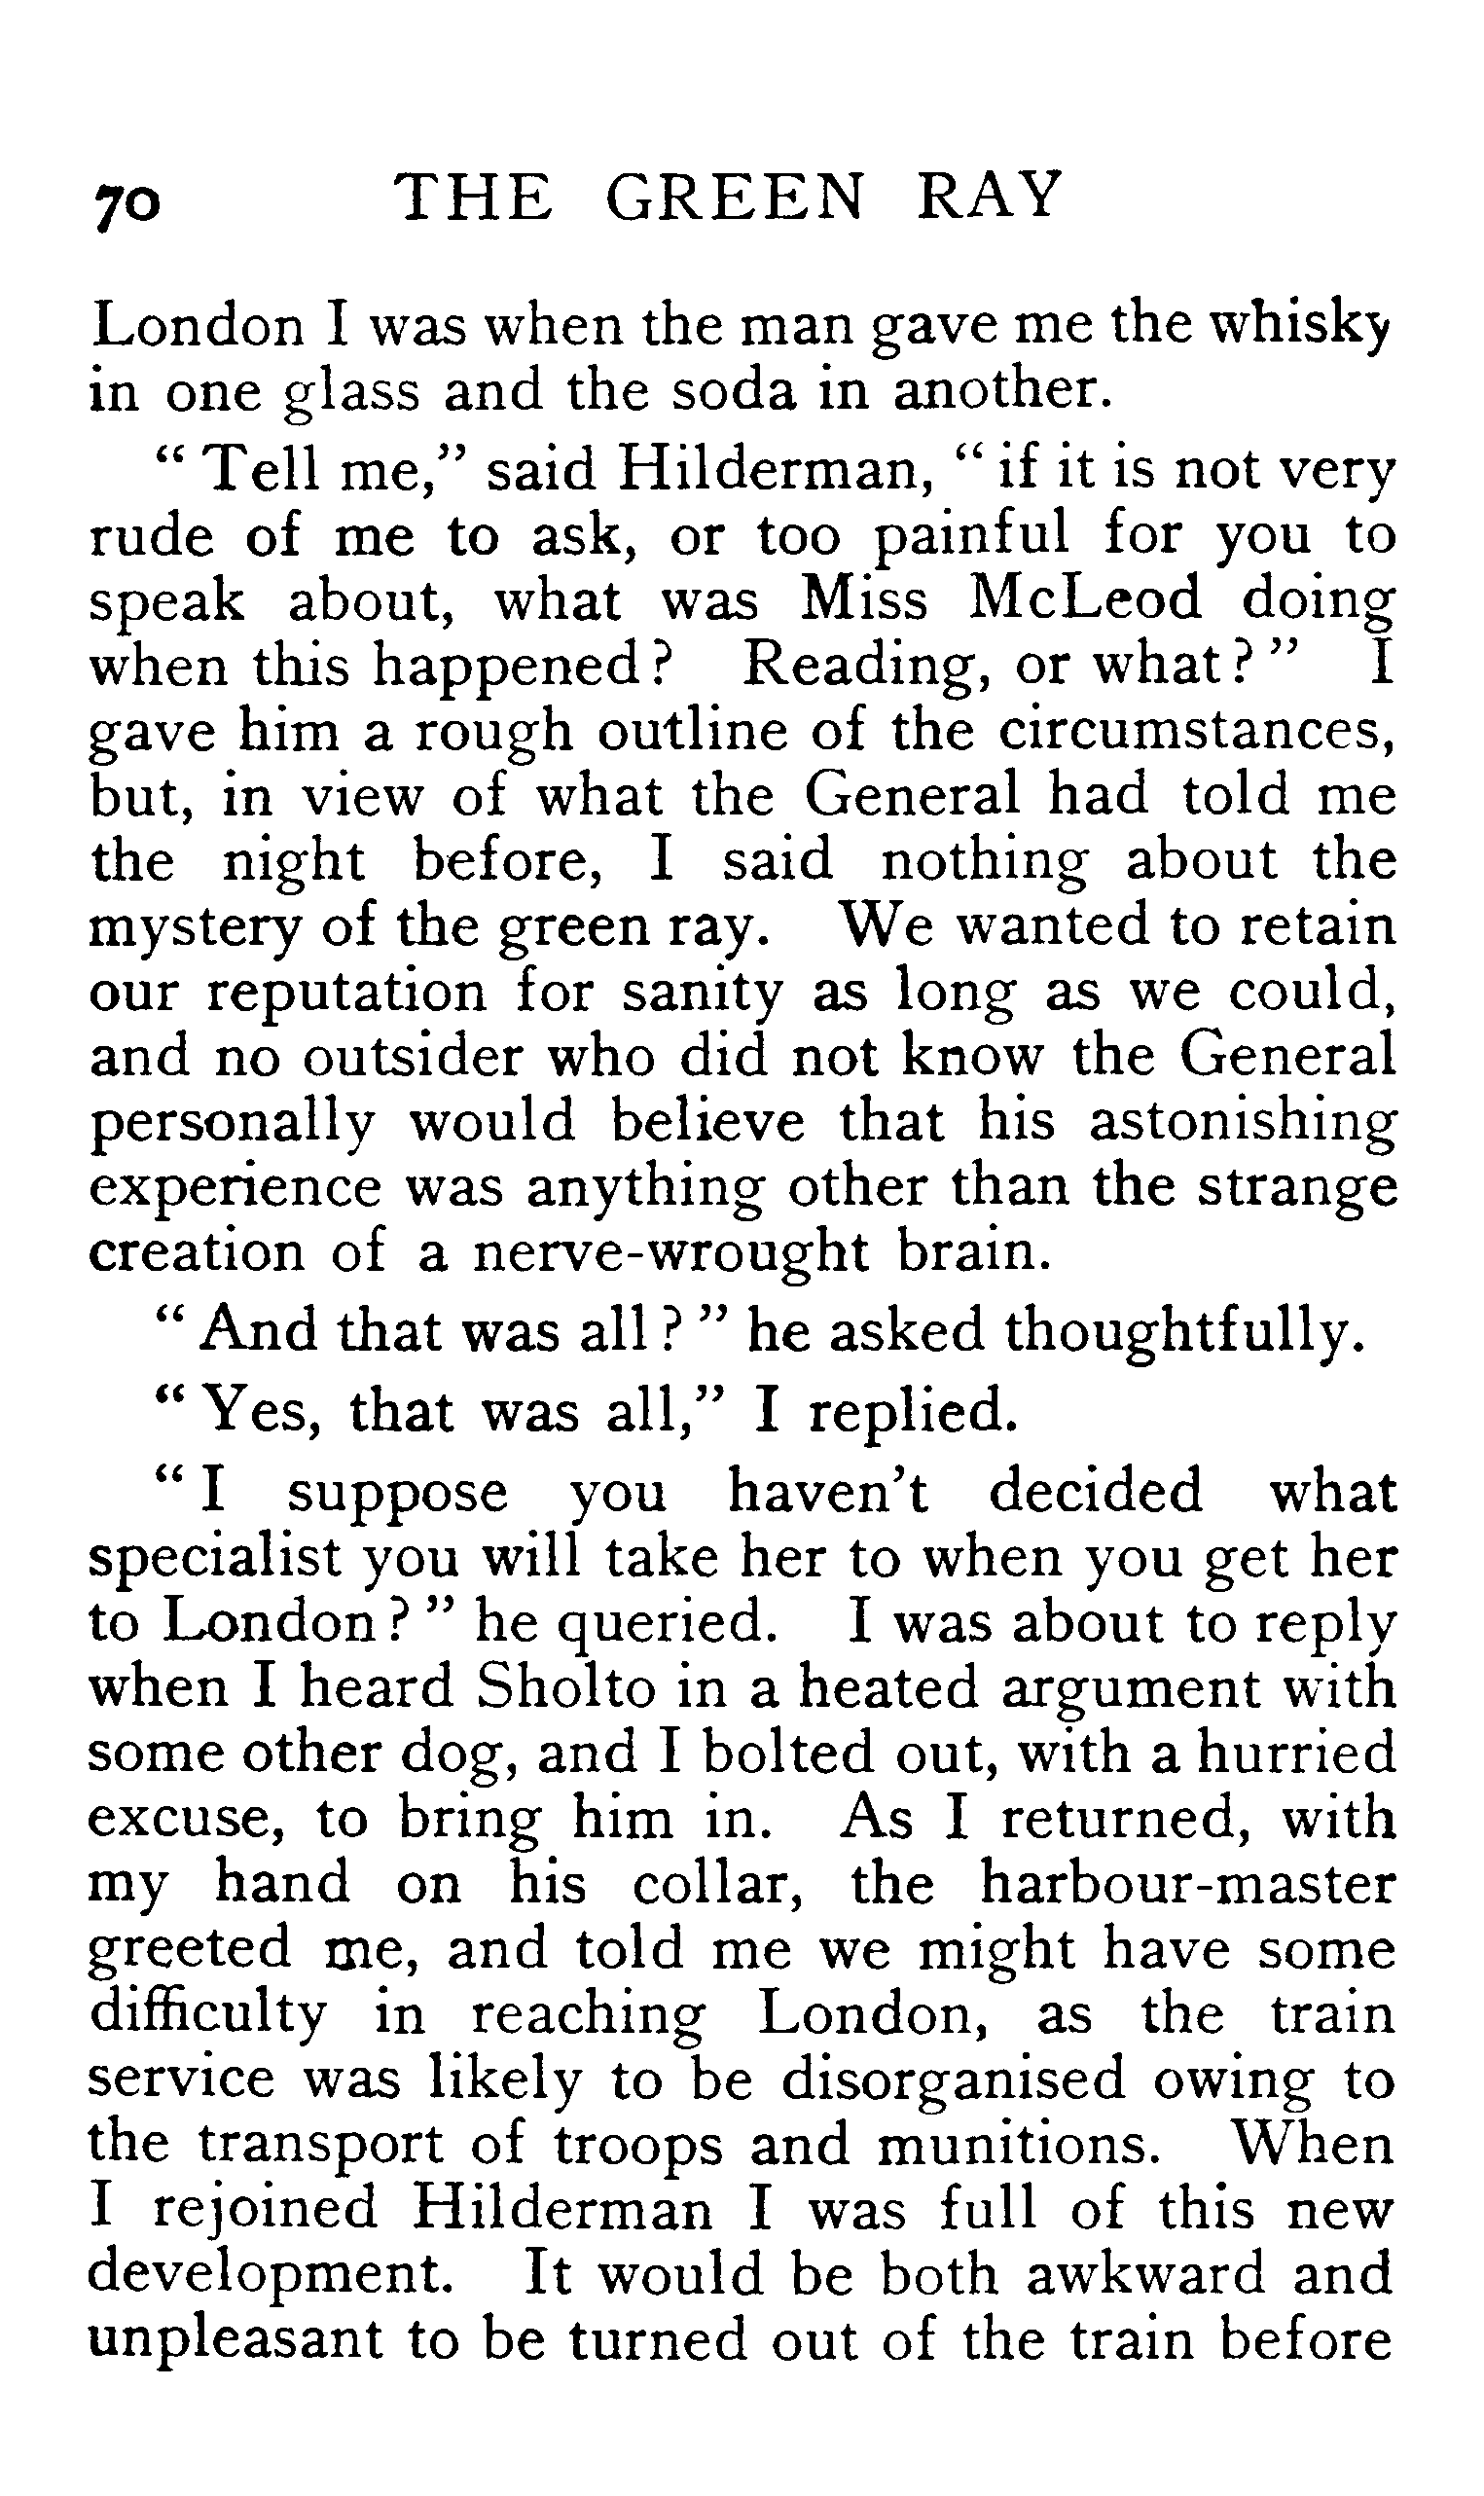 70 THE GREEN RAY
London I was when the man gave me the whisky
in one glass and the soda in another.
“Tell me,” said Hilderman, “if it is not very
rude of me to ask, or too painful for you to
speak about, what was Miss McLeod doing
when this happened? Reading, or what?” I
gave him a rough outline of the circumstances,
but, in view of what the General had told me
the night before, I said nothing about the
mystery of the green ray. We wanted to retain
our reputation for sanity as long as we could,
and no outsider who did not know the General
personally would believe that his astonishing
experience was anything other than the strange
creation of a nerve-wrought brain.
“And that was all?” he asked thoughtfully.
“Yes, that was all,” I replied.
“I suppose you haven't decided what
specialist you will take her to when you get her
to London?” he queried. I was about to reply
when I heard Sholto in a heated argument with
some other dog, and I bolted out, with a hurried
excuse, to bring him in. As I returned, with
my hand on his collar, the harbour-master
greeted me, and told me we might have some
difficulty in reaching London, as the train
service was likely to be disorganised owing to
the transport of troops and munitions. When
I rejoined Hilderman I was full of this new
development. It would be both awkward and
unpleasant to be turned out of the train before